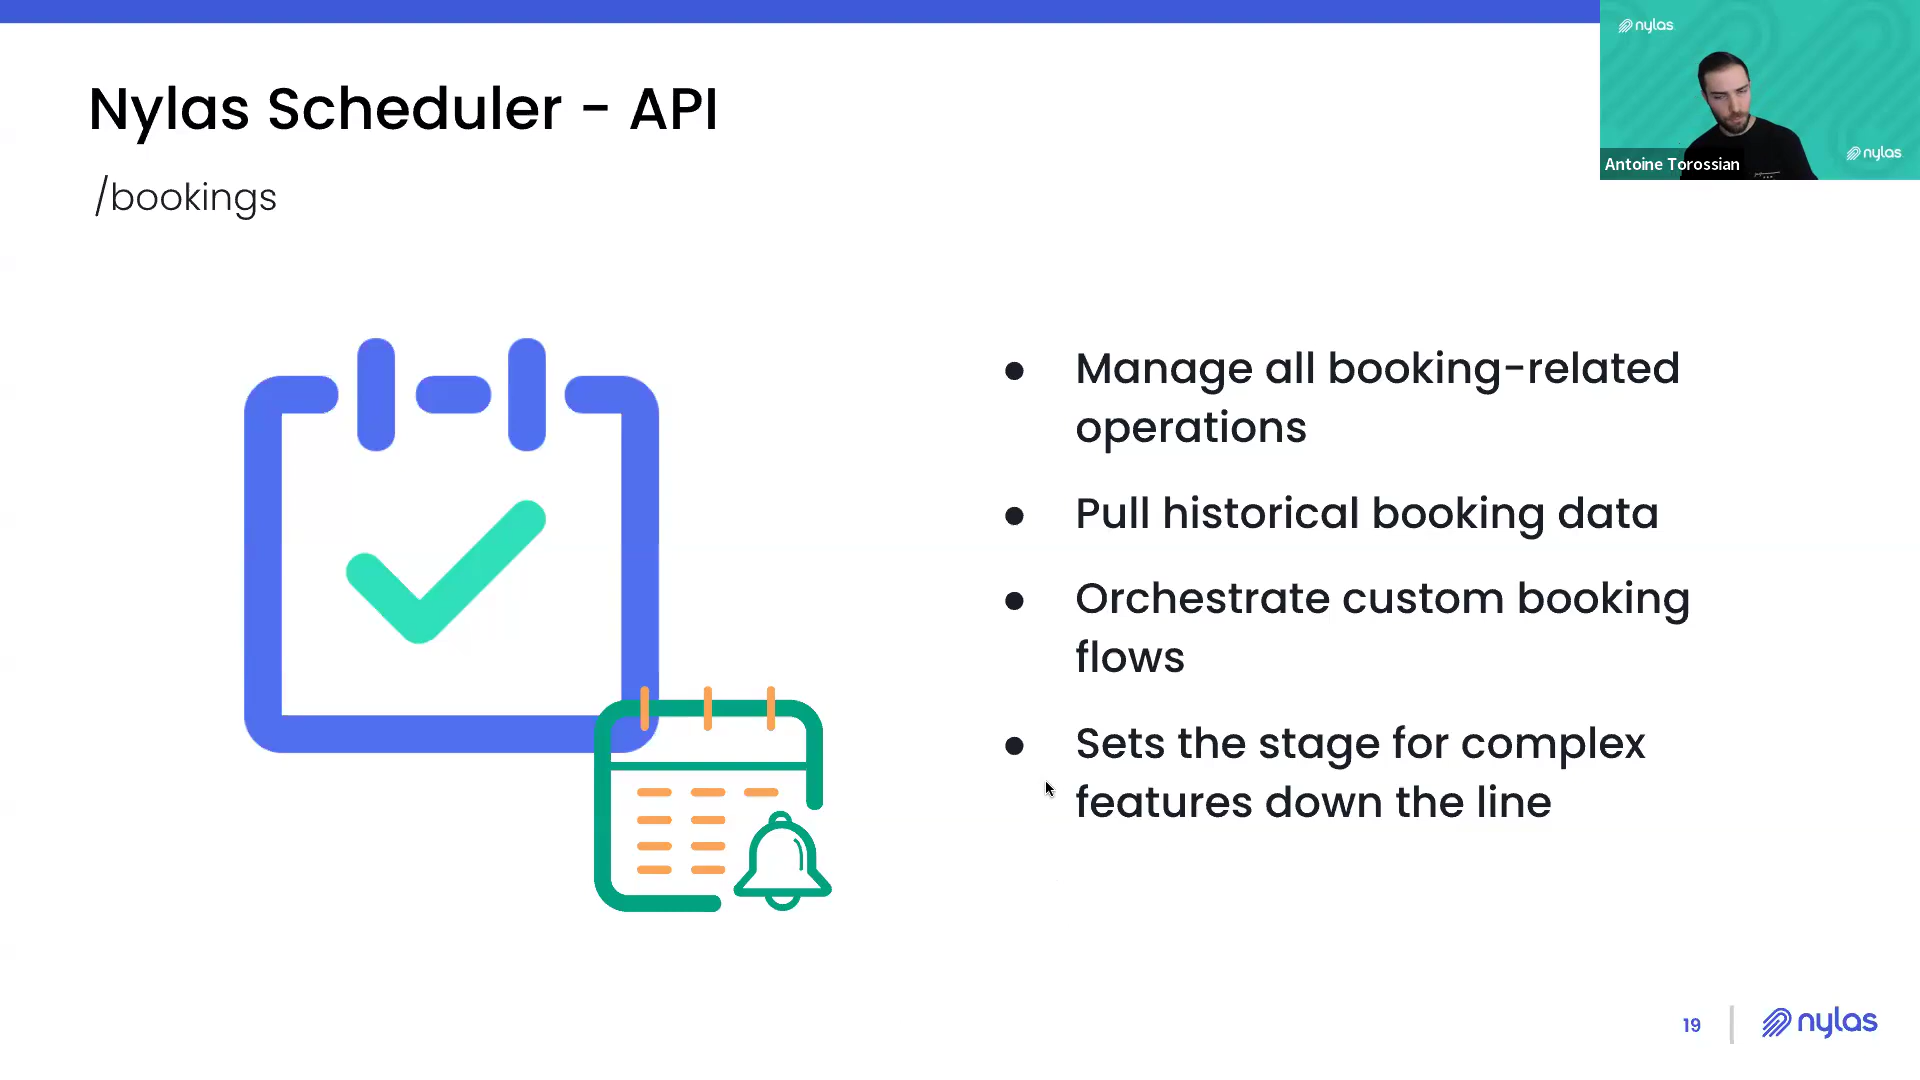 Nylas Scheduler - API
/bookings
nylas
nylas
Antoine Torossian
● Manage all booking-related
operations
● Pull historical booking data
● Orchestrate custom booking
flows
● Sets the stage for complex
features down the line
19
nylas